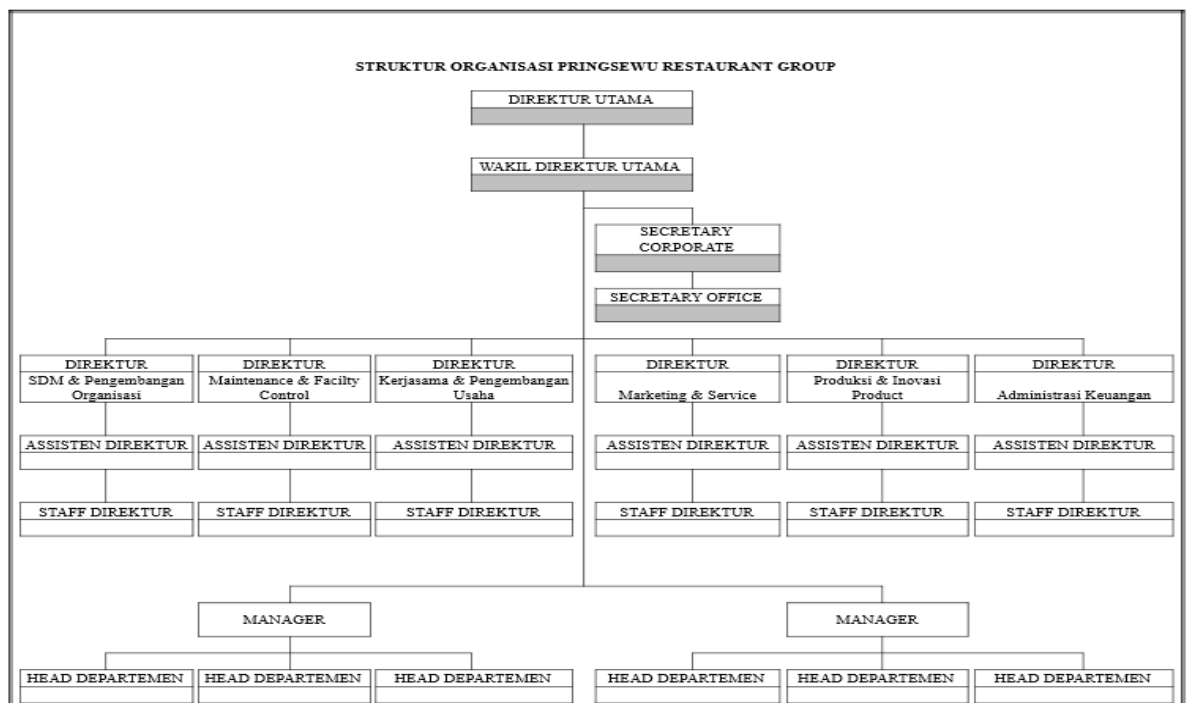 STRUKTUR ORGANISASI PRINGSEWU RESTAURANT GROUP
DIREKTUR UTAMA
WAKIL DIREKTUR UTAMA
SECRETARY
CORPORATE
SECRETARY OFFICE
DIREKTUR
SDM & Pengembangan
Organisasi
DIREKTUR
Maintenance & Facilty
Control
DIREKTUR
Kerjasama & Pengembangan
Usaha
DIREKTUR
Marketing & Service
DIREKTUR
Produksi & Inovasi
Product
DIREKTUR
Administrasi Keuangan
ASSISTEN DIREKTUR
ASSISTEN DIREKTUR
ASSISTEN DIREKTUR
ASSISTEN DIREKTUR
ASSISTEN DIREKTUR
ASSISTEN DIREKTUR
STAFF DIREKTUR
STAFF DIREKTUR
STAFF DIREKTUR
STAFF DIREKTUR
STAFF DIREKTUR
STAFF DIREKTUR
MANAGER
MANAGER
HEAD DEPARTEMEN
HEAD DEPARTEMEN
HEAD DEPARTEMEN
HEAD DEPARTEMEN
HEAD DEPARTEMEN
HEAD DEPARTEMEN